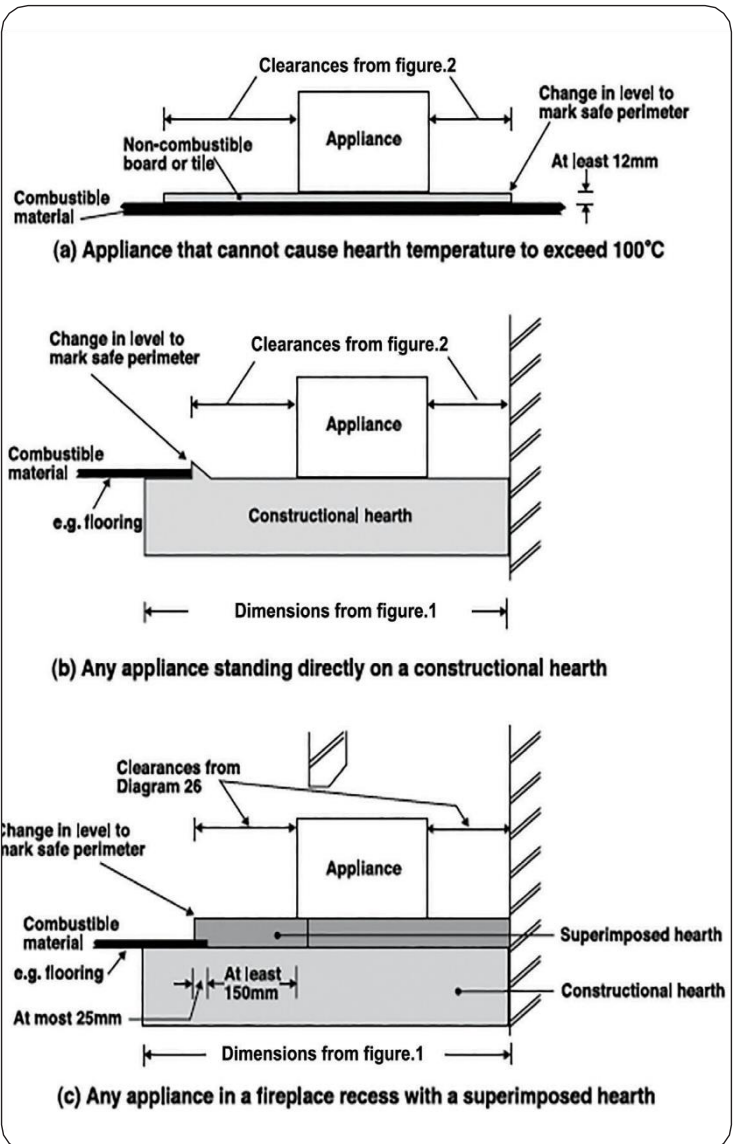 Clearances from figure.2
Change in level to
mark safe perimeter
Appliance
Non-combustible
board or tile
At least 12mm
Combustible
material
(a) Appliance that cannot cause hearth temperature to exceed 100°C
Change in level to
mark safe perimeter
Clearances from figure.2
Appliance
Combustible
material
e.g. flooring
Constructional hearth
Dimensions from figure.1
(b) Any appliance standing directly on a constructional hearth
Clearances from
Diagram 26
Change in level to
mark safe perimeter
Appliance
Combustible
material
Superimposed hearth
e.g. flooring
At least
150mm
Constructional hearth
At most 25mm
Dimensions from figure.1
(c) Any appliance in a fireplace recess with a superimposed hearth